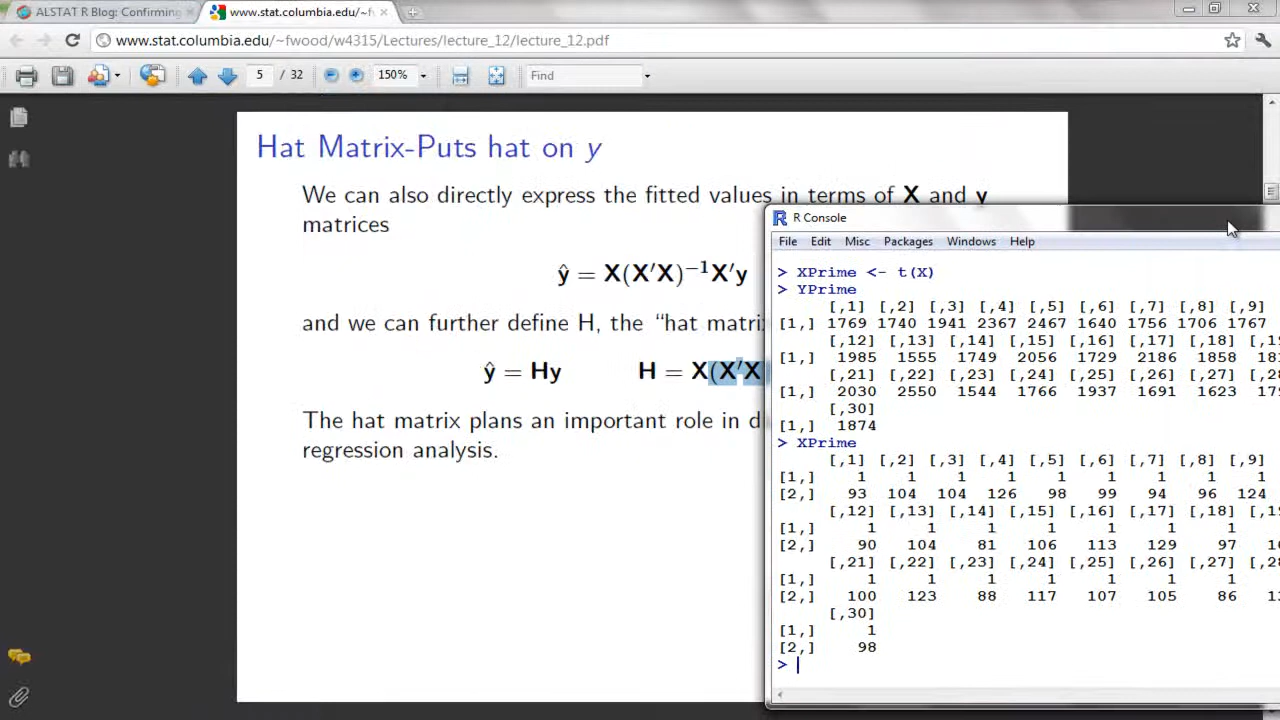 ALSTAT R Blog: Confirming
www.stat.columbia.edu/~f
www.stat.columbia.edu/~fwood/w4315/Lectures/lecture_12/lecture_12.pdf
5 / 32 150% Find
Hat Matrix-Puts hat on y
We can also directly express the fitted values in terms of X and y
matrices
ŷ = X(X′X)⁻¹X′y
and we can further define H, the “hat matrix
ŷ = Hy H = X(X′X
The hat matrix plans an important role in d
regression analysis.
R Console
File Edit Misc Packages Windows Help
> XPrime <- t(X)
> YPrime
[,1] [,2] [,3] [,4] [,5] [,6] [,7] [,8] [,9]
[1,] 1769 1740 1941 2367 2467 1640 1756 1706 1767
[,12] [,13] [,14] [,15] [,16] [,17] [,18] [,19
[1,] 1985 1555 1749 2056 1729 2186 1858 181
[,21] [,22] [,23] [,24] [,25] [,26] [,27] [,28
[1,] 2030 2550 1544 1766 1937 1691 1623 179
[,30]
[1,] 1874
> XPrime
[,1] [,2] [,3] [,4] [,5] [,6] [,7] [,8] [,9]
[1,] 1 1 1 1 1 1 1 1 1
[2,] 93 104 104 126 98 99 94 96 124
[,12] [,13] [,14] [,15] [,16] [,17] [,18] [,19
[1,] 1 1 1 1 1 1 1
[2,] 90 104 81 106 113 129 97 10
[,21] [,22] [,23] [,24] [,25] [,26] [,27] [,28
[1,] 1 1 1 1 1 1 1
[2,] 100 123 88 117 107 105 86 13
[,30]
[1,] 1
[2,] 98
>